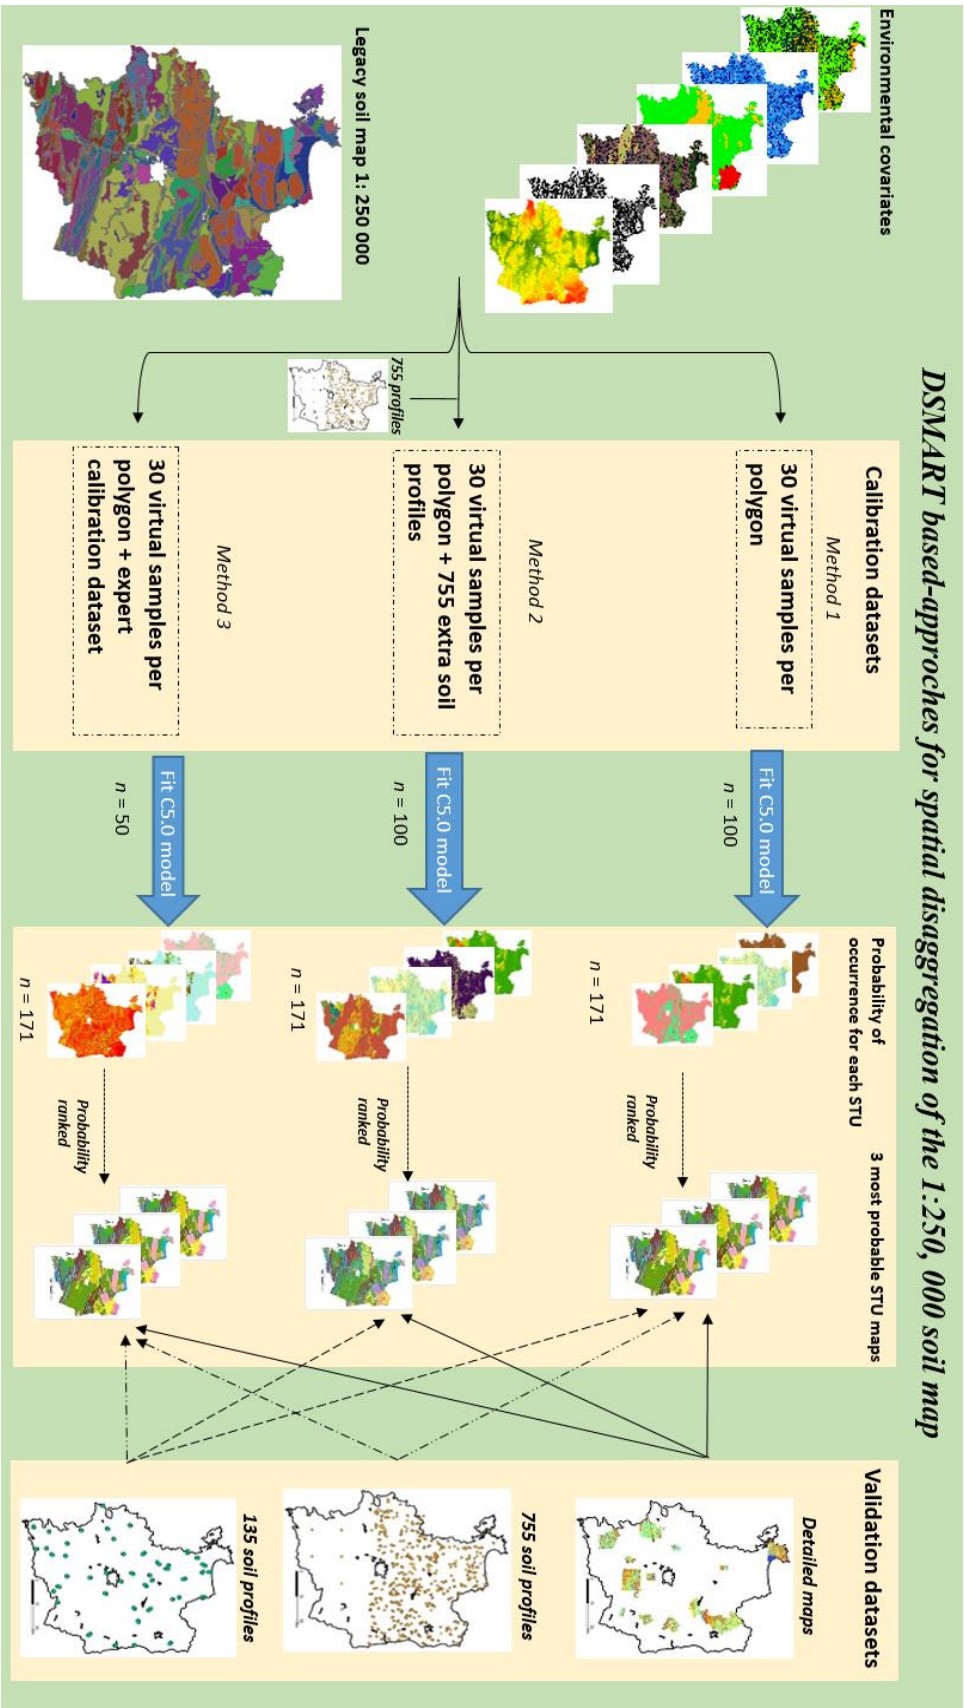 DSMART based-approches for spatial disaggregation of the 1:250, 000 soil map
Environmental covariates
Legacy soil map 1: 250 000
755 profiles
Calibration datasets
Method 1
30 virtual samples per
polygon
Method 2
30 virtual samples per
polygon + 755 extra soil
profiles
Method 3
30 virtual samples per
polygon + expert
calibration dataset
Fit C5.0 model
n = 100
Fit C5.0 model
n = 100
Fit C5.0 model
n = 50
Probability of
occurrence for each STU
n = 171
n = 171
n = 171
Probability
ranked
Probability
ranked
Probability
ranked
3 most probable STU maps
Validation datasets
Detailed maps
755 soil profiles
135 soil profiles